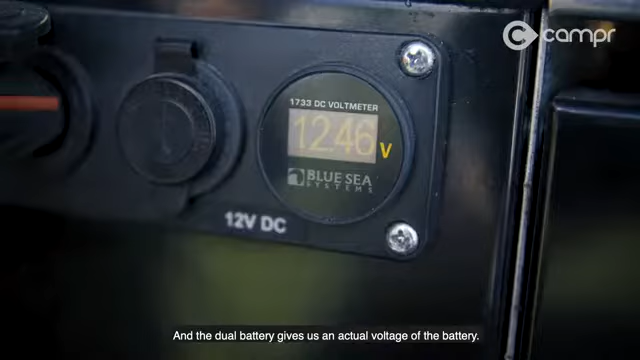 campr
1733 DC VOLTMETER
12.46 V
BLUE SEA
SYSTEMS
12V DC
And the dual battery gives us an actual voltage of the battery.